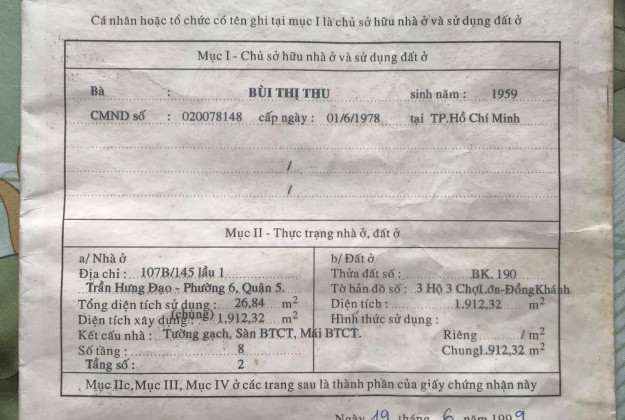 Cá nhân hoặc tổ chức có tên ghi tại mục I là chủ sở hữu nhà ở và sử dụng đất ở
Mục I - Chủ sở hữu nhà ở và sử dụng đất ở
Bà : BÙI THỊ THU sinh năm : 1959
CMND số : 020078148 cấp ngày : 01/6/1978 tại TP.Hồ Chí Minh
/
/
Mục II - Thực trạng nhà ở, đất ở
a/ Nhà ở
Địa chỉ : 107B/145 lầu 1
Trần Hưng Đạo - Phường 6, Quận 5.
Tổng diện tích sử dụng : 26,84 m²
(chung)
Diện tích xây dựng : 1.912,32 m²
Kết cấu nhà : Tường gạch, Sàn BTCT, Mái BTCT.
Số tầng : 8
Tầng số : 2
b/ Đất ở
Thửa đất số : BK. 190
Tờ bản đồ số : 3 Hộ 3 ChợLớn-ĐồngKhánh
Diện tích : 1.912,32 m²
Hình thức sử dụng :
Riêng / m²
Chung1.912,32 m²
Mục IIc,Mục III, Mục IV ở các trang sau là thành phần của giấy chứng nhận này
Ngày 19 tháng 6 năm 1999